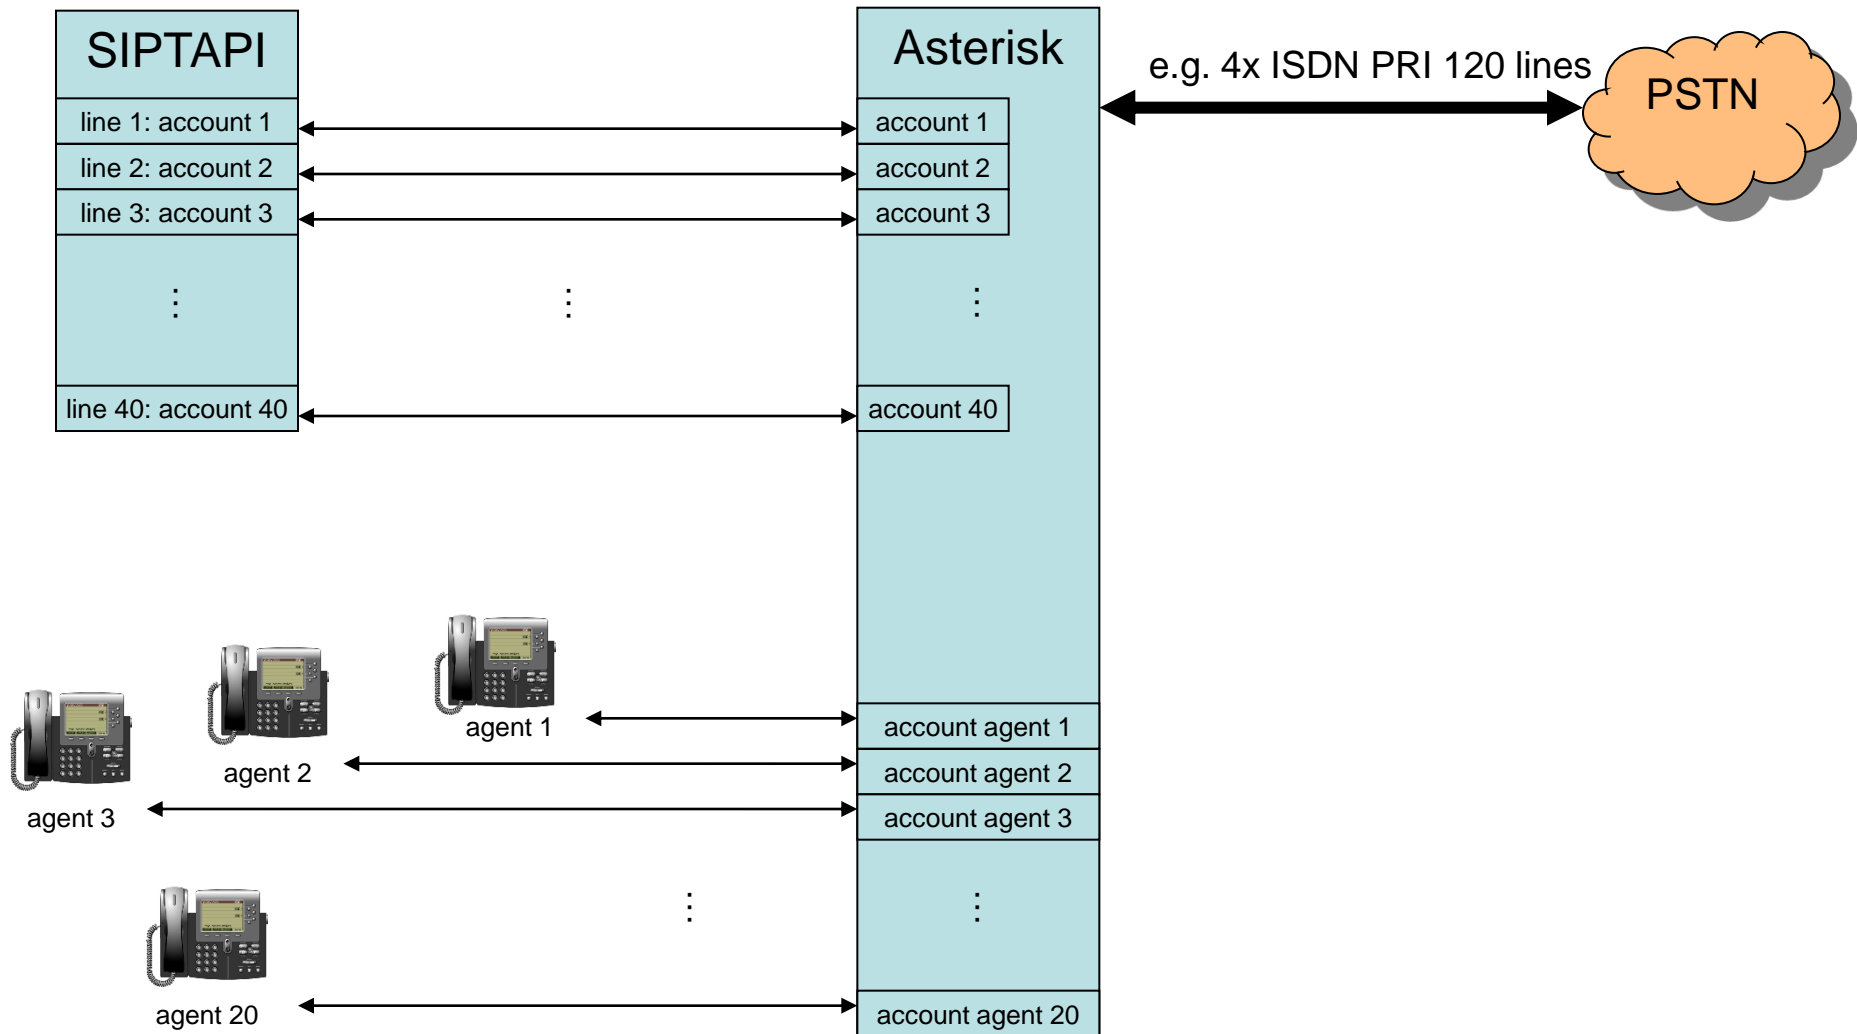 SIPTAPI
Asterisk
e.g. 4x ISDN PRI 120 lines
PSTN
line 1: account 1
account 1
line 2: account 2
account 2
line 3: account 3
account 3
line 40: account 40
account 40
agent 1
account agent 1
agent 2
account agent 2
agent 3
account agent 3
agent 20
account agent 20